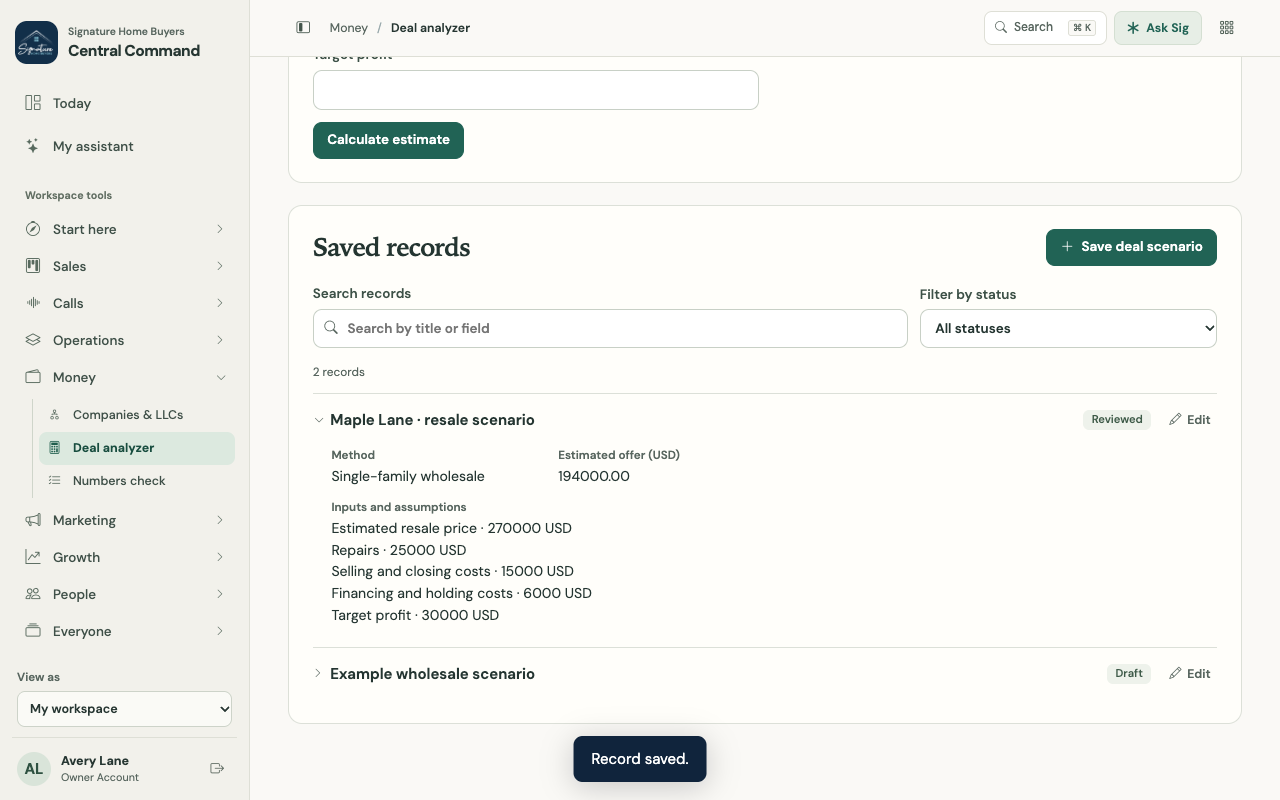 Signature Home Buyers
Central Command
Signature
Today
My assistant
Workspace tools
Start here
Sales
Calls
Operations
Money
Companies & LLCs
Deal analyzer
Numbers check
Marketing
Growth
People
Everyone
View as
My workspace
AL
Avery Lane
Owner Account
Money / Deal analyzer
Search ⌘ K
Ask Sig
Target profit
Calculate estimate
Saved records
+ Save deal scenario
Search records
Filter by status
Search by title or field
All statuses
2 records
Maple Lane · resale scenario
Reviewed
Edit
Method
Estimated offer (USD)
Single-family wholesale
194000.00
Inputs and assumptions
Estimated resale price · 270000 USD
Repairs · 25000 USD
Selling and closing costs · 15000 USD
Financing and holding costs · 6000 USD
Target profit · 30000 USD
Example wholesale scenario
Draft
Edit
Record saved.